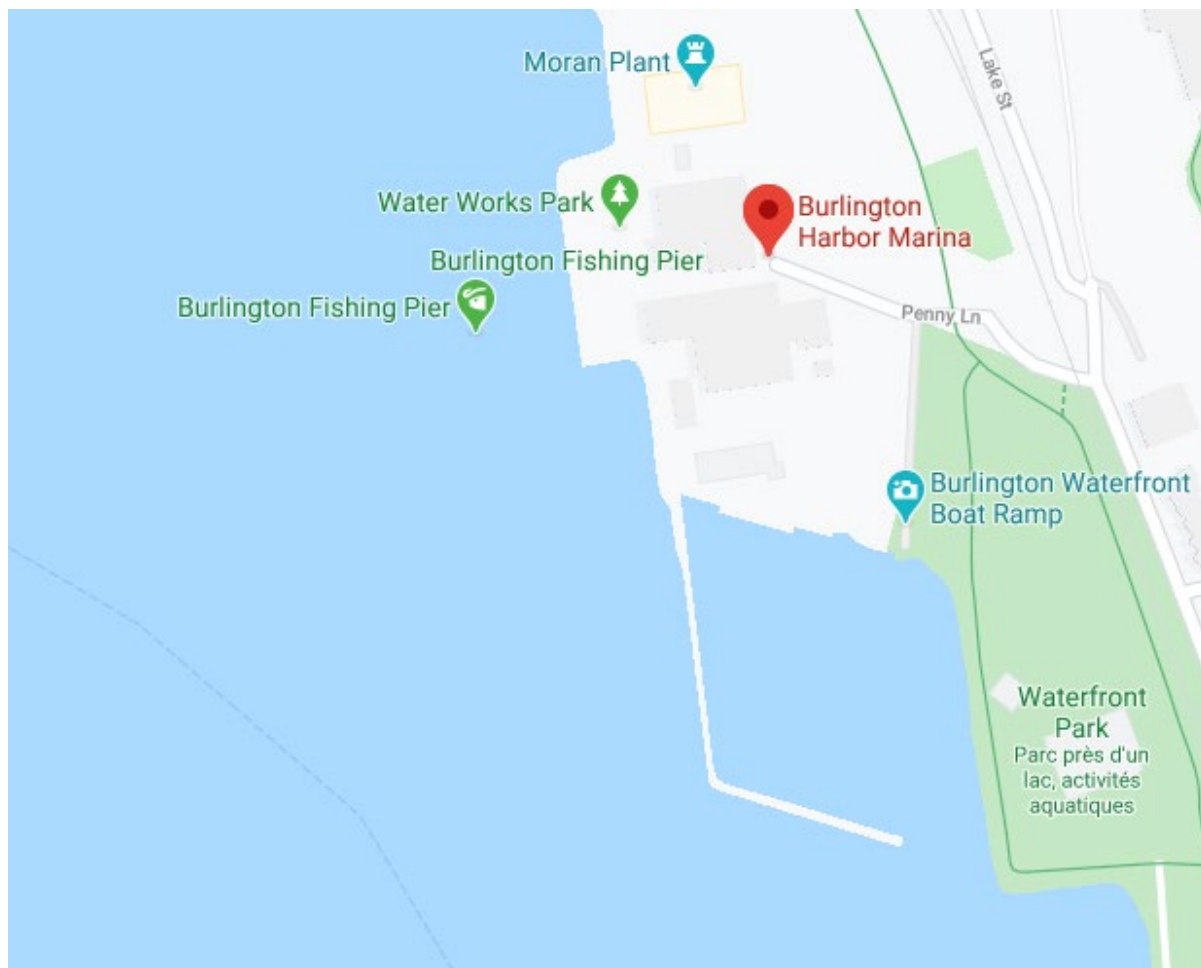 Moran Plant
Lake St
Water Works Park
Burlington
Harbor Marina
Burlington Fishing Pier
Burlington Fishing Pier
Penny Ln
Burlington Waterfront
Boat Ramp
Waterfront
Park
Parc près d'un
lac, activités
aquatiques